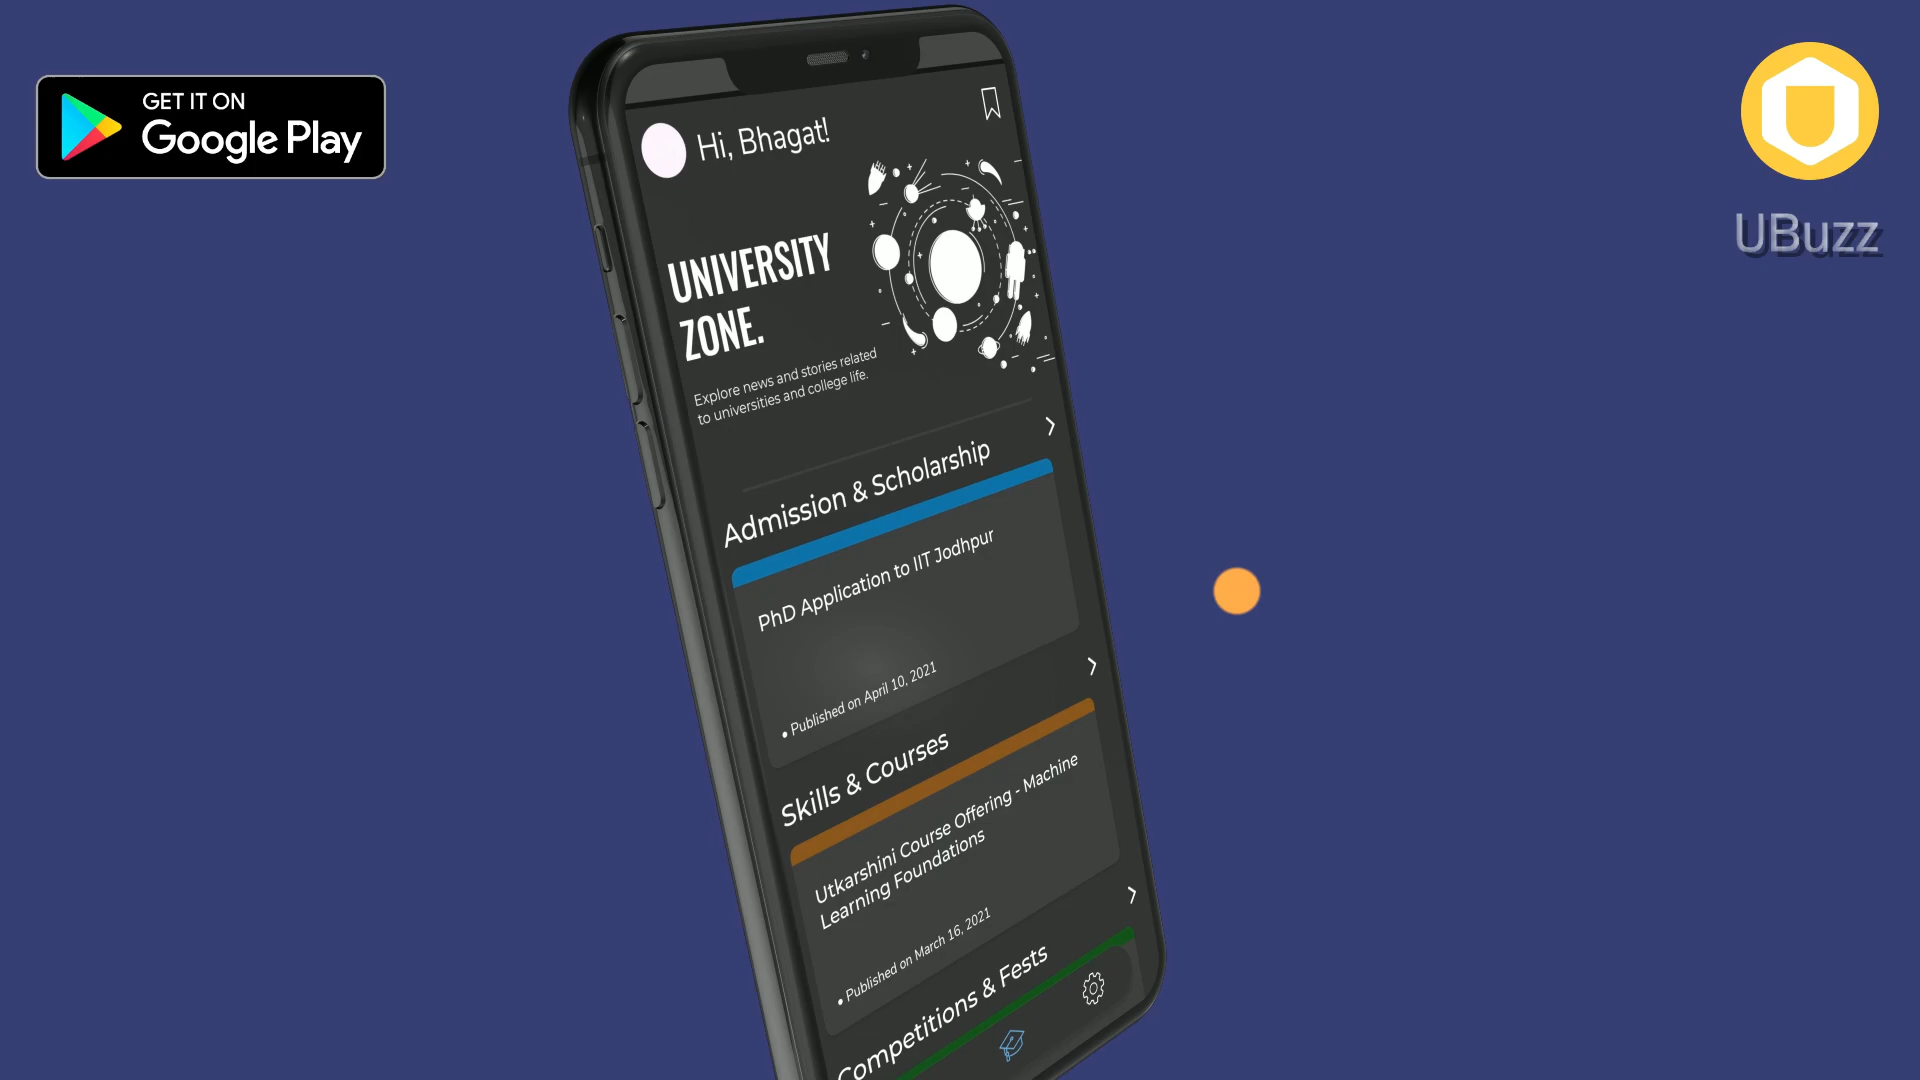 GET IT ON
Google Play
UBuzz
Hi, Bhagat!
UNIVERSITY
ZONE.
Explore news and stories related
to universities and college life.
Admission & Scholarship
PhD Application to IIT Jodhpur
• Published on April 10, 2021
Skills & Courses
Utkarshini Course Offering - Machine
Learning Foundations
• Published on March 16, 2021
Competitions & Fests